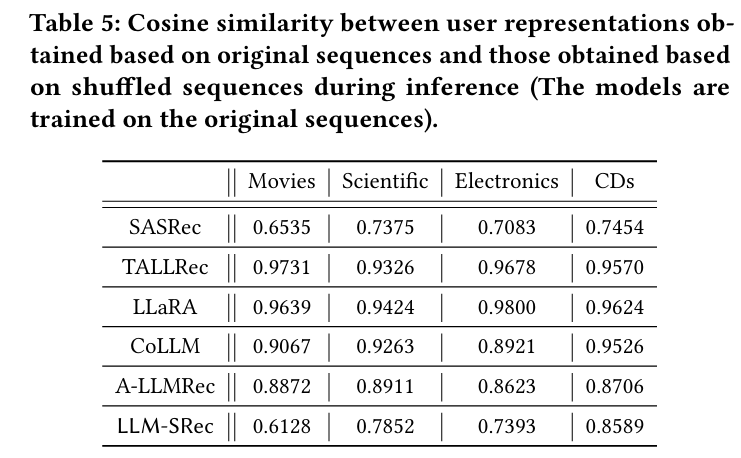 Table 5: Cosine similarity between user representations ob-
tained based on original sequences and those obtained based
on shuffled sequences during inference (The models are
trained on the original sequences).
Movies Scientific Electronics CDs
SASRec 0.6535 0.7375 0.7083 0.7454
TALLRec 0.9731 0.9326 0.9678 0.9570
LLaRA 0.9639 0.9424 0.9800 0.9624
CoLLM 0.9067 0.9263 0.8921 0.9526
A-LLMRec 0.8872 0.8911 0.8623 0.8706
LLM-SRec 0.6128 0.7852 0.7393 0.8589